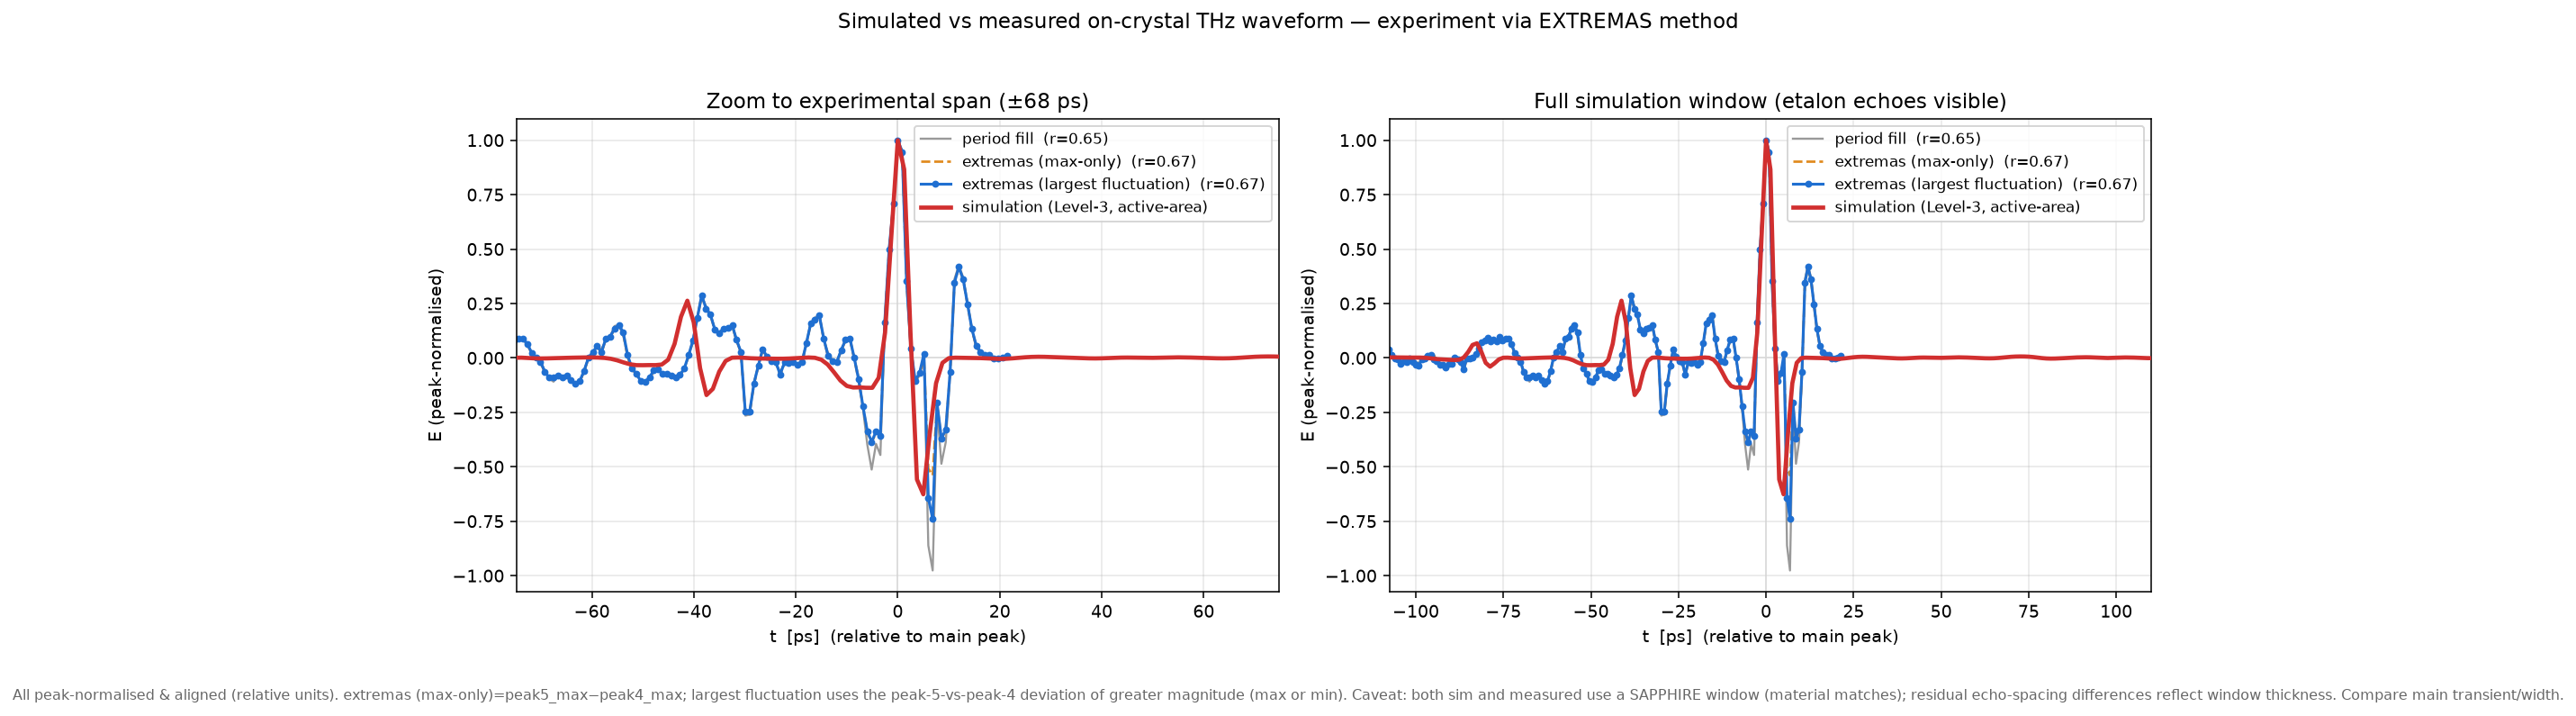 Simulated vs measured on-crystal THz waveform — experiment via EXTREMAS method
Zoom to experimental span (±68 ps)
period fill (r=0.65)
extremas (max-only) (r=0.67)
extremas (largest fluctuation) (r=0.67)
simulation (Level-3, active-area)
E (peak-normalised)
1.00
0.75
0.50
0.25
0.00
−0.25
−0.50
−0.75
−1.00
−60 −40 −20 0 20 40 60
t [ps] (relative to main peak)
Full simulation window (etalon echoes visible)
period fill (r=0.65)
extremas (max-only) (r=0.67)
extremas (largest fluctuation) (r=0.67)
simulation (Level-3, active-area)
E (peak-normalised)
1.00
0.75
0.50
0.25
0.00
−0.25
−0.50
−0.75
−1.00
−100 −75 −50 −25 0 25 50 75 100
t [ps] (relative to main peak)
All peak-normalised & aligned (relative units). extremas (max-only)=peak5_max−peak4_max; largest fluctuation uses the peak-5-vs-peak-4 deviation of greater magnitude (max or min). Caveat: both sim and measured use a SAPPHIRE window (material matches); residual echo-spacing differences reflect window thickness. Compare main transient/width.